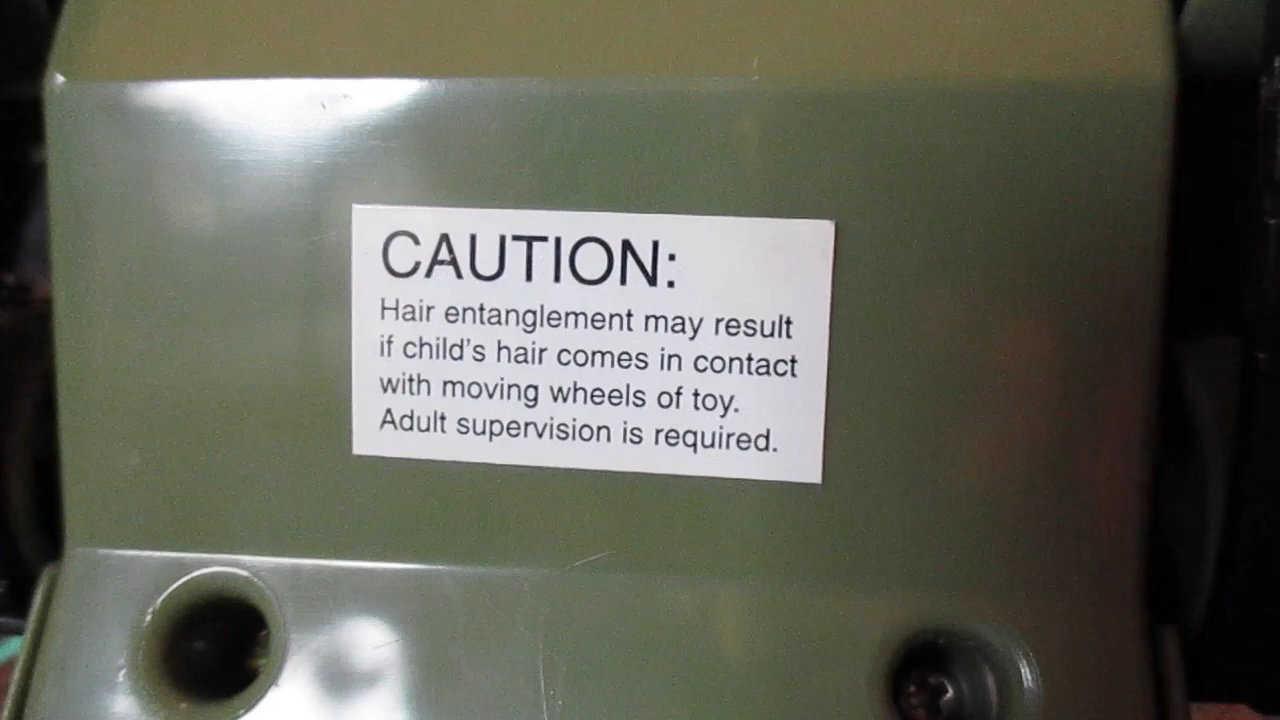 CAUTION:
Hair entanglement may result
if child's hair comes in contact
with moving wheels of toy.
Adult supervision is required.